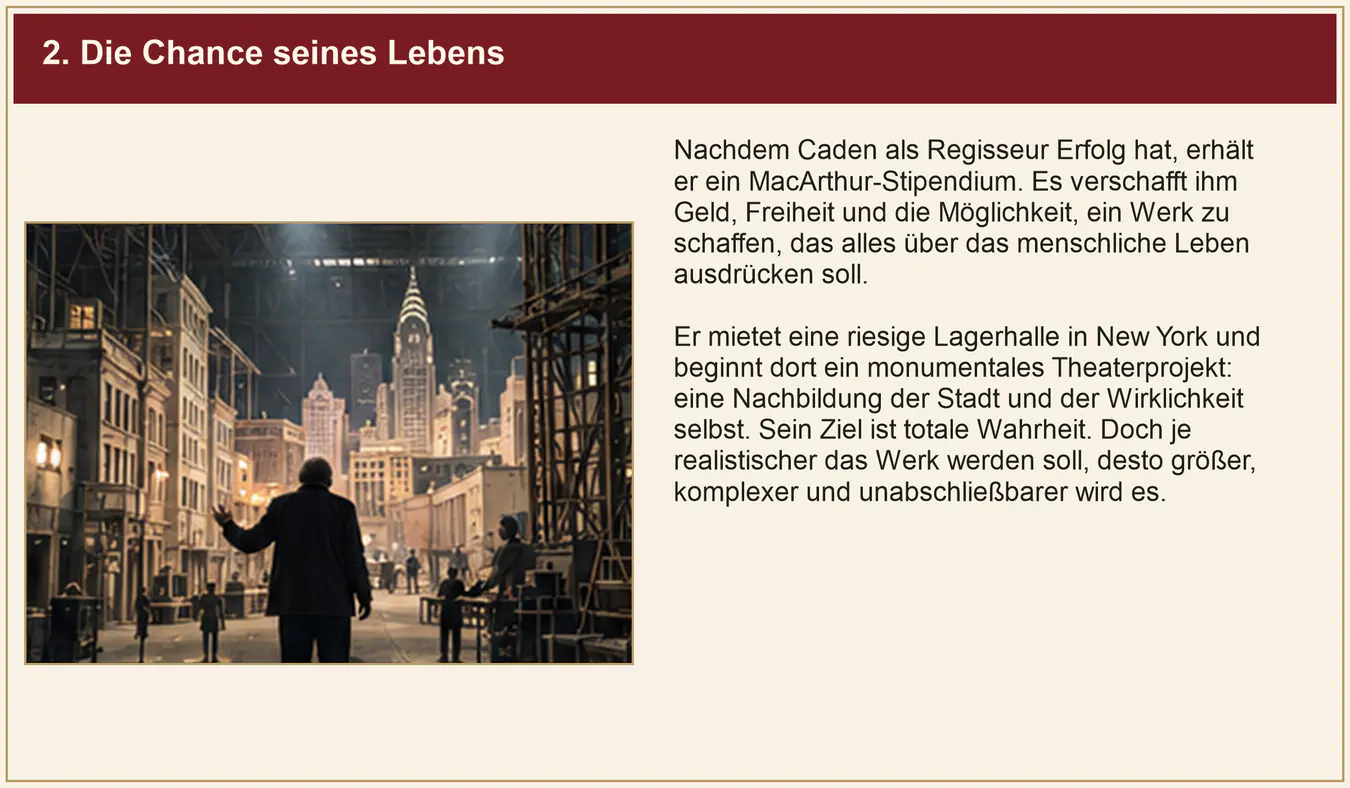 2. Die Chance seines Lebens
Nachdem Caden als Regisseur Erfolg hat, erhält
er ein MacArthur-Stipendium. Es verschafft ihm
Geld, Freiheit und die Möglichkeit, ein Werk zu
schaffen, das alles über das menschliche Leben
ausdrücken soll.
Er mietet eine riesige Lagerhalle in New York und
beginnt dort ein monumentales Theaterprojekt:
eine Nachbildung der Stadt und der Wirklichkeit
selbst. Sein Ziel ist totale Wahrheit. Doch je
realistischer das Werk werden soll, desto größer,
komplexer und unabschließbarer wird es.